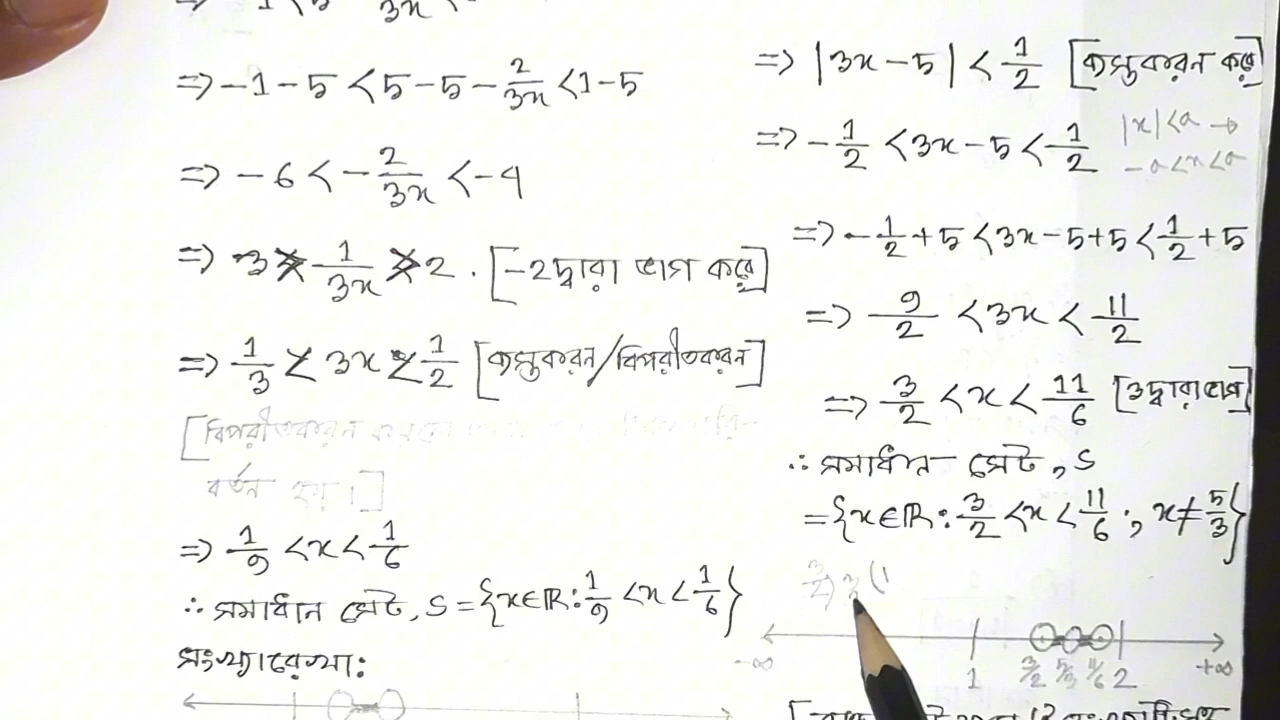 ⇒ -1 - 5 < 5 - 5 - 2/3x < 1 - 5
⇒ -6 < -2/3x < -4
⇒ 3 > 1/3x > 2 . [-2 দ্বারা ভাগ করে]
⇒ 1/3 < 3x < 1/2 [ব্যস্তকরন/বিপরীতকরন]
[বিপরীতকরন
বর্তন হয়।]
⇒ 1/9 < x < 1/6
∴ সমাধান সেট, S = {x∈ℝ: 1/9 < x < 1/6}
সংখ্যারেখা:
⇒ |3x - 5| < 1/2 [ব্যস্তকরন করে]
⇒ -1/2 < 3x - 5 < 1/2 |x| < a →
-a < x < a
⇒ -1/2 + 5 < 3x - 5 + 5 < 1/2 + 5
⇒ 9/2 < 3x < 11/2
⇒ 3/2 < x < 11/6 [3 দ্বারা ভাগ]
∴ সমাধান সেট, S
= {x∈ℝ: 3/2 < x < 11/6 ; x ≠ 5/3}
-∞ 1 3/2 5/3 11/6 2 +∞